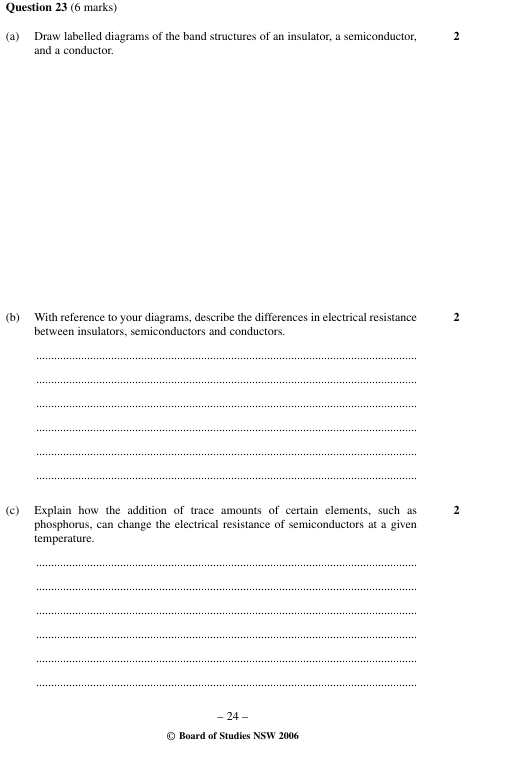 Question 23 (6 marks)
(a) Draw labelled diagrams of the band structures of an insulator, a semiconductor, 2
and a conductor.
(b) With reference to your diagrams, describe the differences in electrical resistance 2
between insulators, semiconductors and conductors.
................................................................................................................................
................................................................................................................................
................................................................................................................................
................................................................................................................................
................................................................................................................................
................................................................................................................................
(c) Explain how the addition of trace amounts of certain elements, such as 2
phosphorus, can change the electrical resistance of semiconductors at a given
temperature.
................................................................................................................................
................................................................................................................................
................................................................................................................................
................................................................................................................................
................................................................................................................................
................................................................................................................................
– 24 –
© Board of Studies NSW 2006